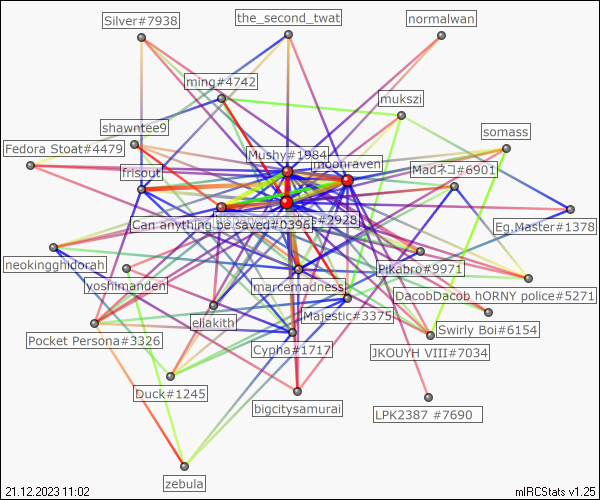 Silver#7938
the_second_twat
normalwan
ming#4742
mukszi
shawntee9
somass
Fedora Stoat#4479
Mushy#1984
moonraven
frisout
Madネコ#6901
Can anything be saved#0396
s#2928
Eg.Master#1378
neokingghidorah
Pikabro#9971
yoshimanden
marcemadness
DacobDacob hORNY police#5271
eliakith
Majestic#3375
Swirly Boi#6154
Pocket Persona#3326
Cypha#1717
JKOUYH VIII#7034
Duck#1245
bigcitysamurai
LPK2387 #7690
zebula
21.12.2023 11:02
mIRCStats v1.25